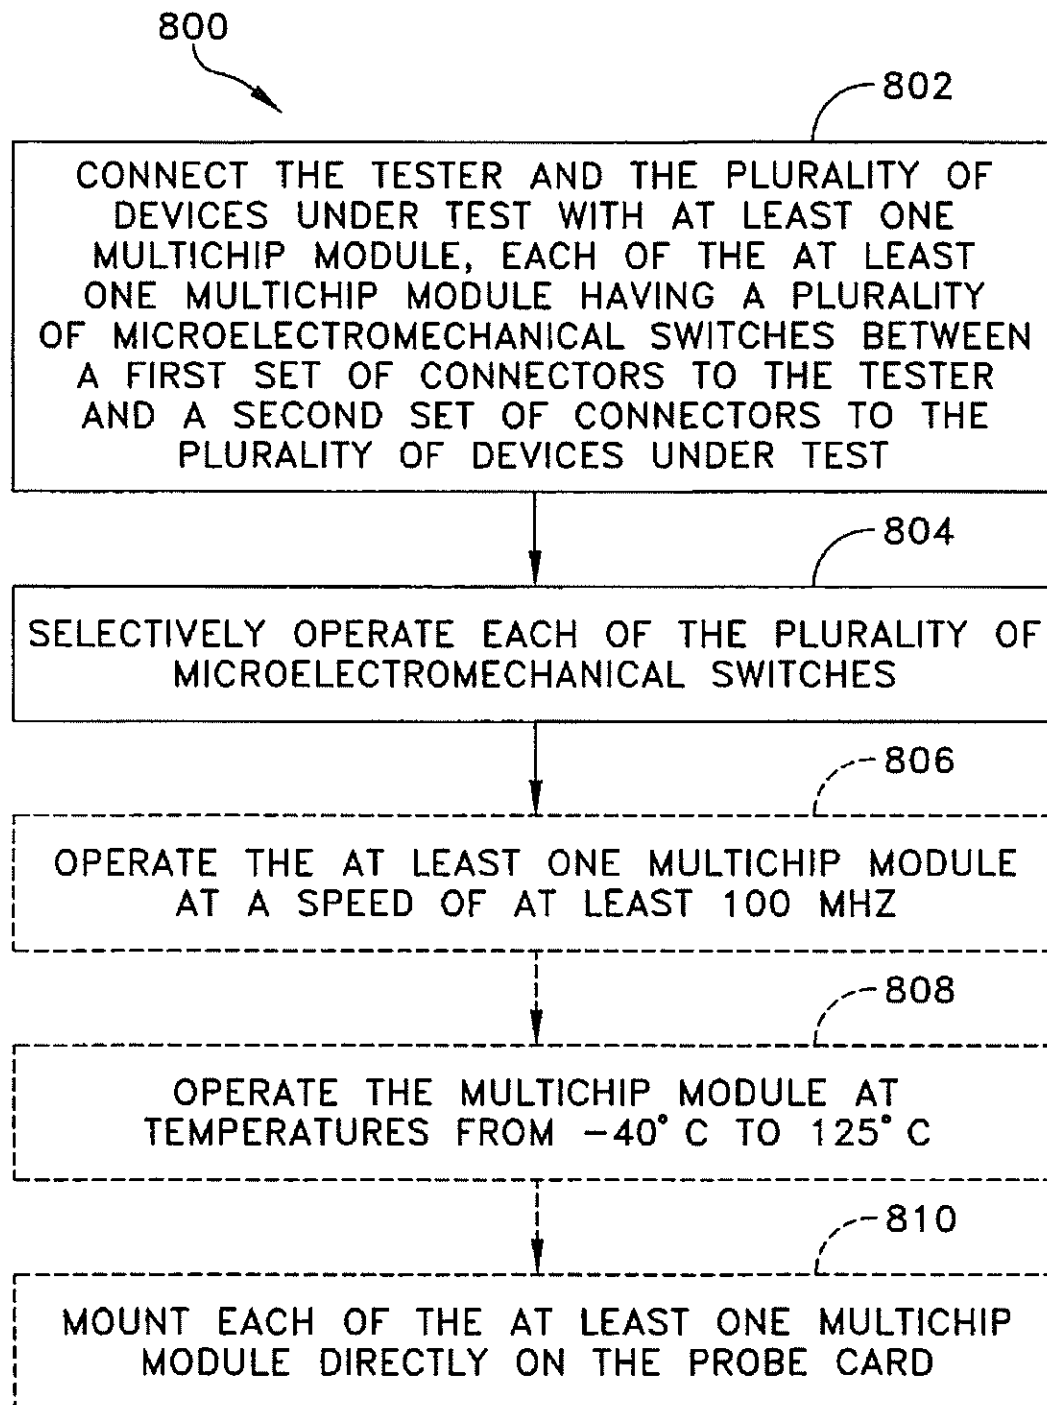 800
802
CONNECT THE TESTER AND THE PLURALITY OF
DEVICES UNDER TEST WITH AT LEAST ONE
MULTICHIP MODULE, EACH OF THE AT LEAST
ONE MULTICHIP MODULE HAVING A PLURALITY
OF MICROELECTROMECHANICAL SWITCHES BETWEEN
A FIRST SET OF CONNECTORS TO THE TESTER
AND A SECOND SET OF CONNECTORS TO THE
PLURALITY OF DEVICES UNDER TEST
804
SELECTIVELY OPERATE EACH OF THE PLURALITY OF
MICROELECTROMECHANICAL SWITCHES
806
OPERATE THE AT LEAST ONE MULTICHIP MODULE
AT A SPEED OF AT LEAST 100 MHZ
808
OPERATE THE MULTICHIP MODULE AT
TEMPERATURES FROM -40° C TO 125° C
810
MOUNT EACH OF THE AT LEAST ONE MULTICHIP
MODULE DIRECTLY ON THE PROBE CARD